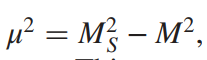 μ² = M_S² − M²,